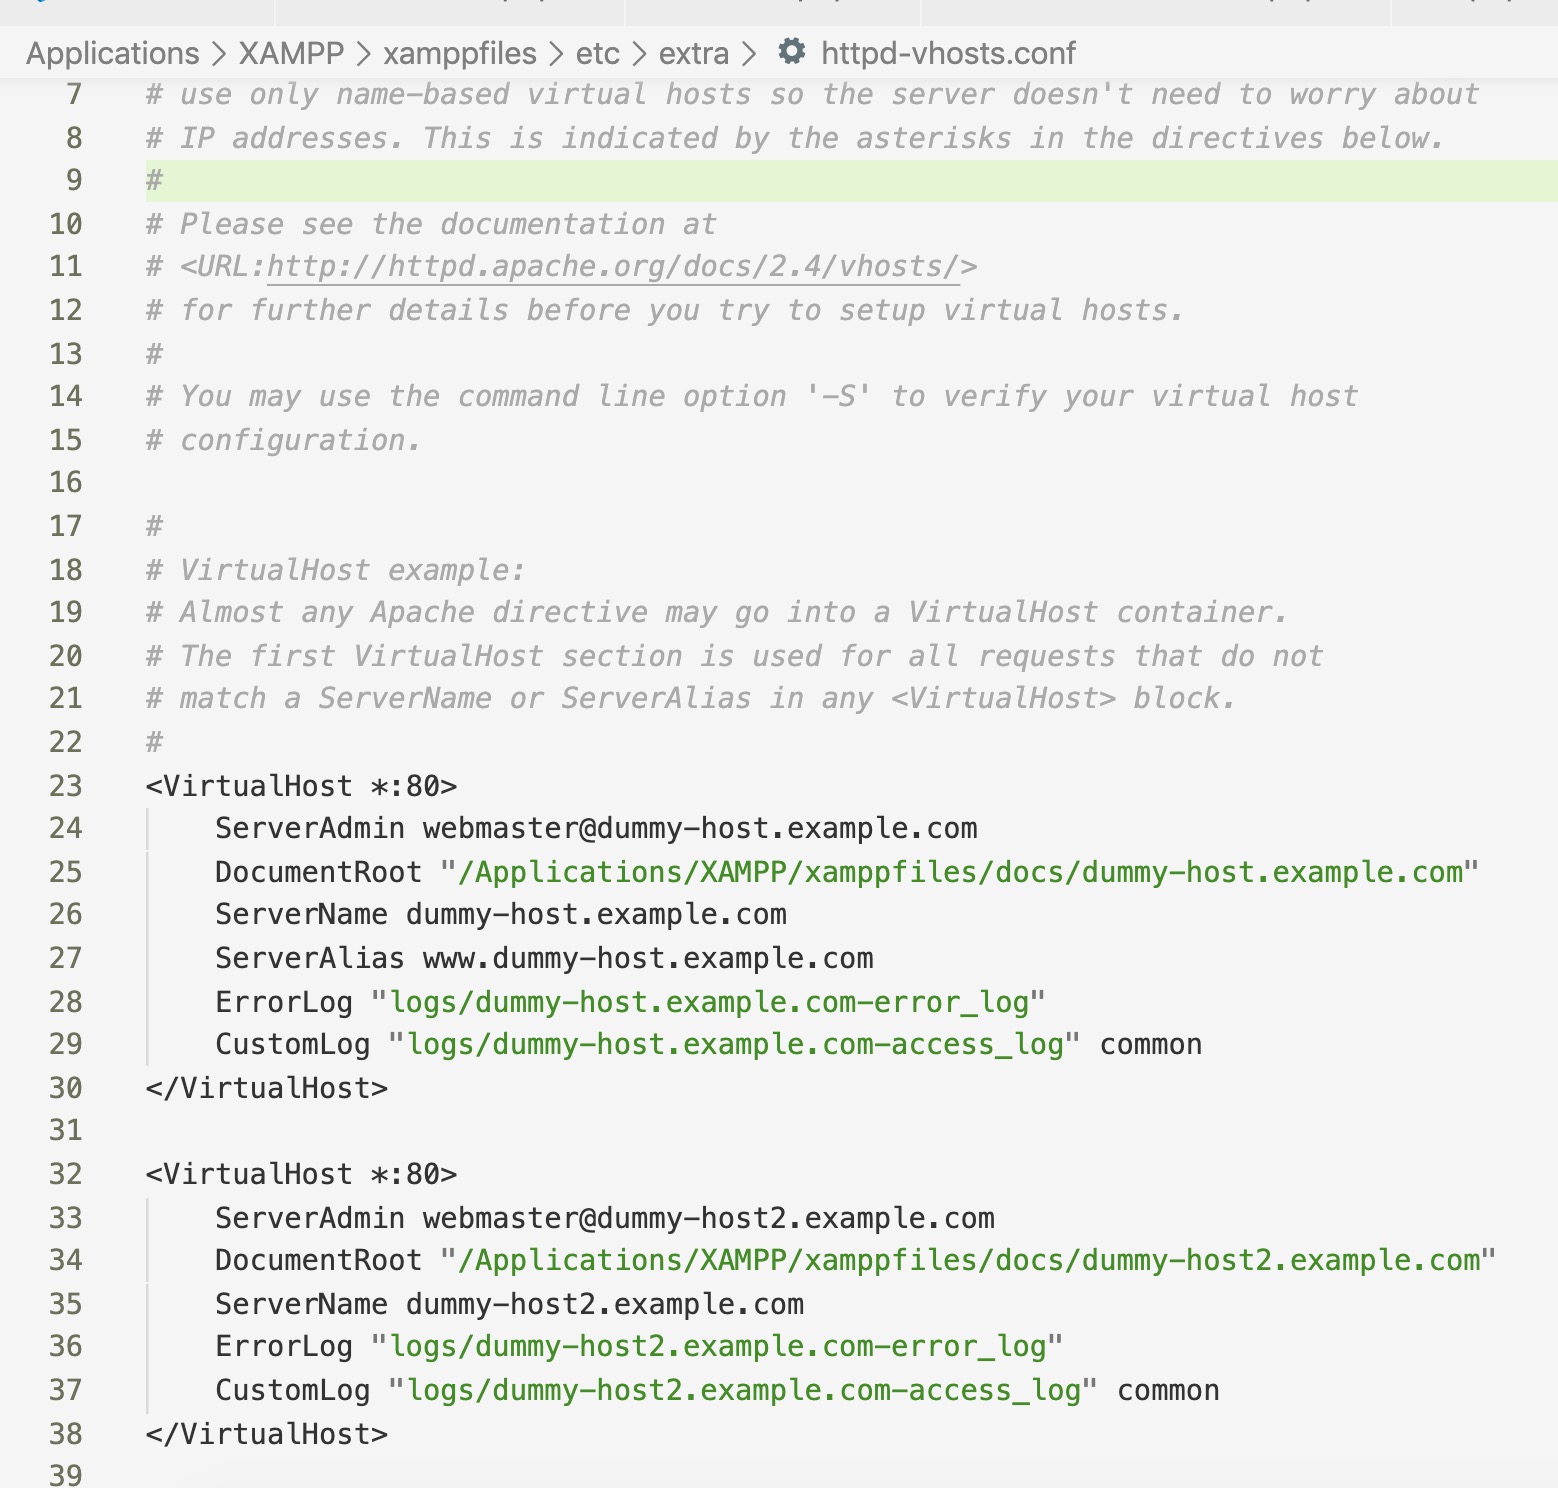 Applications > XAMPP > xamppfiles > etc > extra > httpd-vhosts.conf
7 # use only name-based virtual hosts so the server doesn't need to worry about
8 # IP addresses. This is indicated by the asterisks in the directives below.
9 #
10 # Please see the documentation at
11 # <URL:http://httpd.apache.org/docs/2.4/vhosts/>
12 # for further details before you try to setup virtual hosts.
13 #
14 # You may use the command line option '-S' to verify your virtual host
15 # configuration.
16
17 #
18 # VirtualHost example:
19 # Almost any Apache directive may go into a VirtualHost container.
20 # The first VirtualHost section is used for all requests that do not
21 # match a ServerName or ServerAlias in any <VirtualHost> block.
22 #
23 <VirtualHost *:80>
24     ServerAdmin webmaster@dummy-host.example.com
25     DocumentRoot "/Applications/XAMPP/xamppfiles/docs/dummy-host.example.com"
26     ServerName dummy-host.example.com
27     ServerAlias www.dummy-host.example.com
28     ErrorLog "logs/dummy-host.example.com-error_log"
29     CustomLog "logs/dummy-host.example.com-access_log" common
30 </VirtualHost>
31
32 <VirtualHost *:80>
33     ServerAdmin webmaster@dummy-host2.example.com
34     DocumentRoot "/Applications/XAMPP/xamppfiles/docs/dummy-host2.example.com"
35     ServerName dummy-host2.example.com
36     ErrorLog "logs/dummy-host2.example.com-error_log"
37     CustomLog "logs/dummy-host2.example.com-access_log" common
38 </VirtualHost>
39